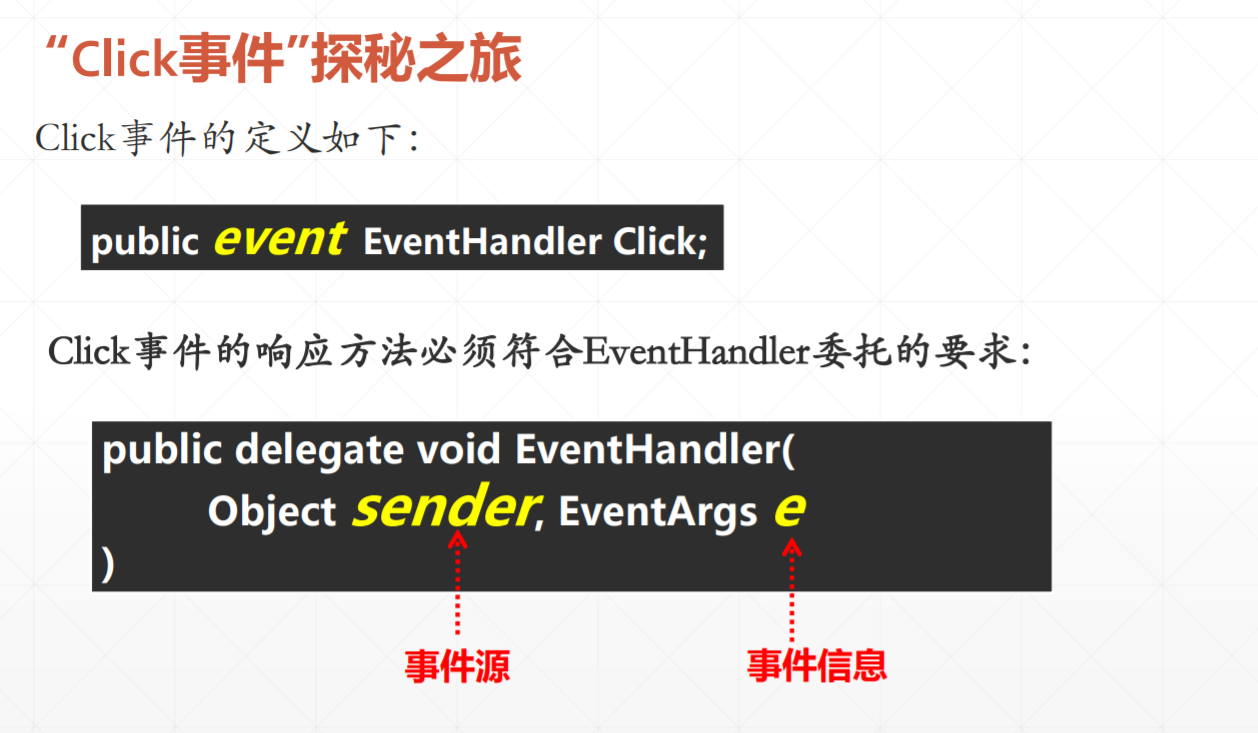 “Click事件”探秘之旅
Click事件的定义如下：
public event EventHandler Click;
Click事件的响应方法必须符合EventHandler委托的要求：
public delegate void EventHandler(
Object sender, EventArgs e
)
事件源 事件信息